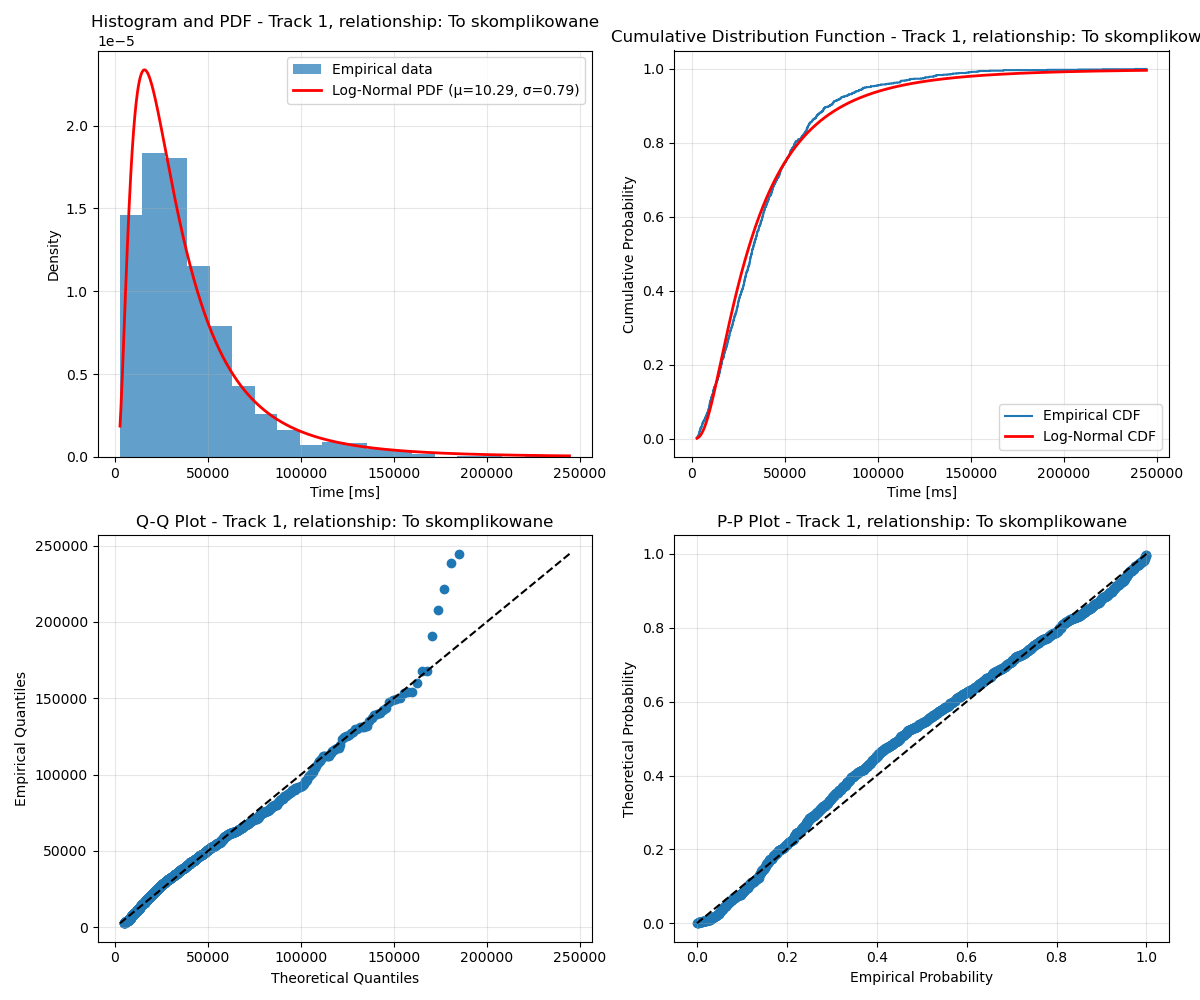 Histogram and PDF - Track 1, relationship: To skomplikowane
1e−5
Density
2.0
1.5
1.0
0.5
0.0
Empirical data
Log-Normal PDF (μ=10.29, σ=0.79)
0 50000 100000 150000 200000 250000
Time [ms]
Cumulative Distribution Function - Track 1, relationship: To skomplikow
Cumulative Probability
1.0
0.8
0.6
0.4
0.2
0.0
Empirical CDF
Log-Normal CDF
0 50000 100000 150000 200000 250000
Time [ms]
Q-Q Plot - Track 1, relationship: To skomplikowane
Empirical Quantiles
250000
200000
150000
100000
50000
0
0 50000 100000 150000 200000 250000
Theoretical Quantiles
P-P Plot - Track 1, relationship: To skomplikowane
Theoretical Probability
1.0
0.8
0.6
0.4
0.2
0.0
0.0 0.2 0.4 0.6 0.8 1.0
Empirical Probability